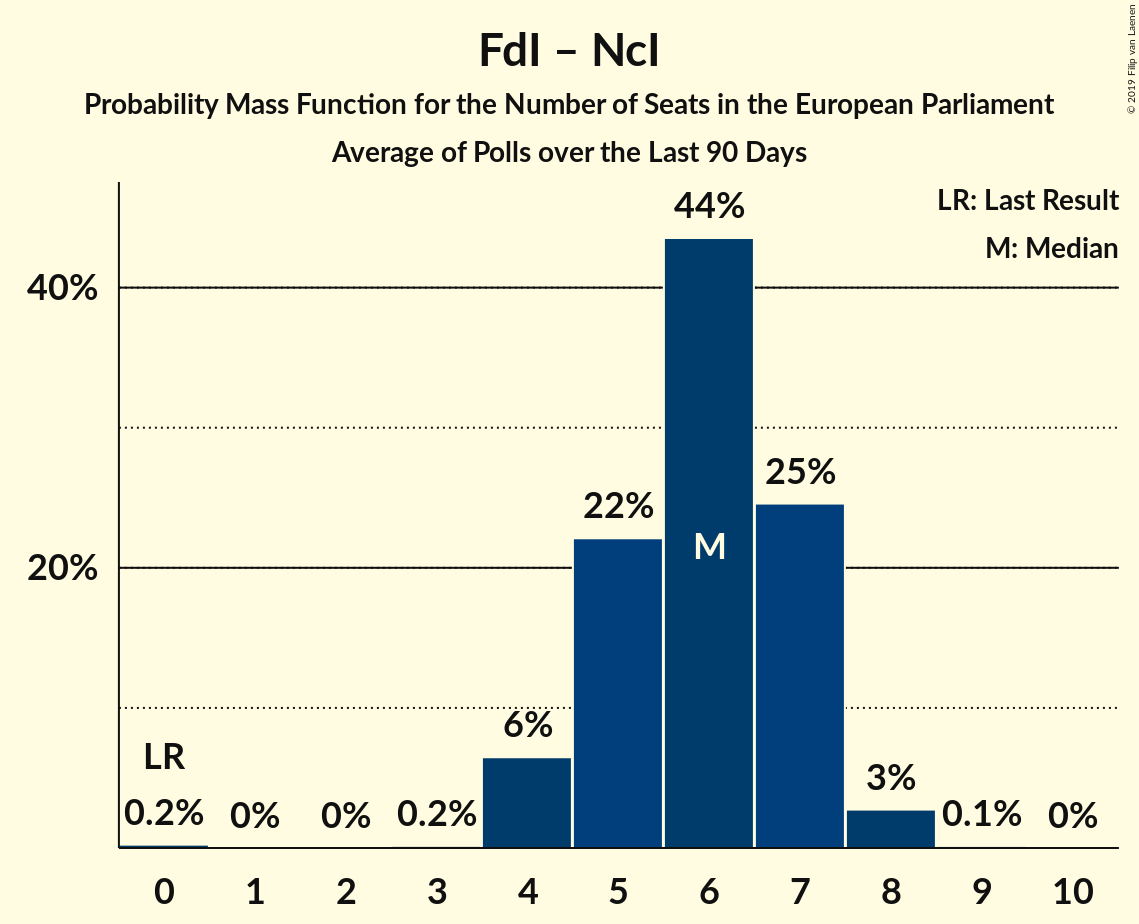 FdI – NcI
Probability Mass Function for the Number of Seats in the European Parliament
Average of Polls over the Last 90 Days
© 2019 Filip van Laenen
LR: Last Result
M: Median
40%
20%
LR
0.2%
0%
0%
0.2%
6%
22%
44%
M
25%
3%
0.1%
0%
0 1 2 3 4 5 6 7 8 9 10